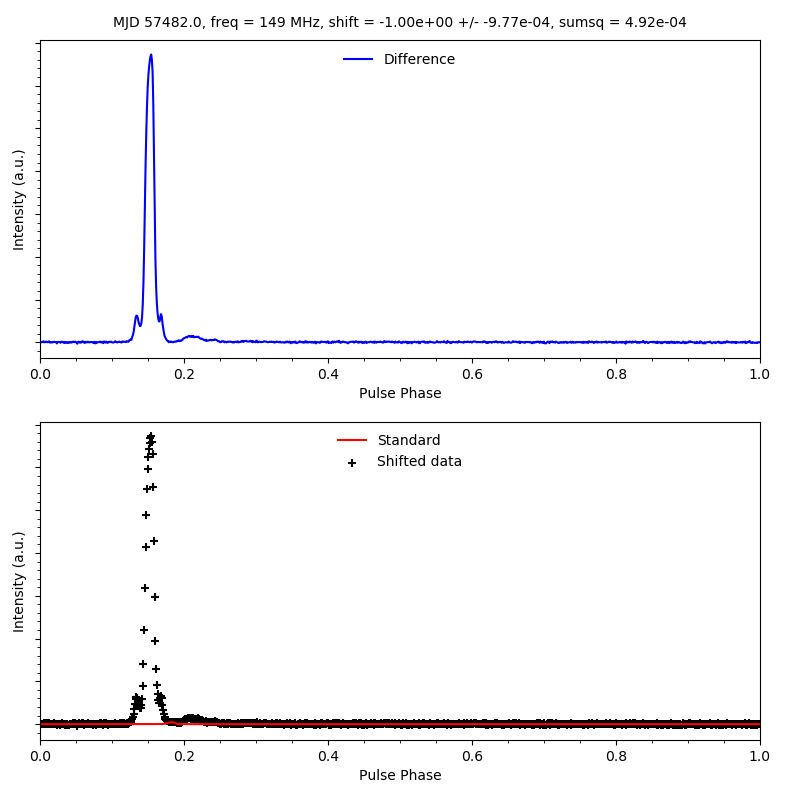 MJD 57482.0, freq = 149 MHz, shift = -1.00e+00 +/- -9.77e-04, sumsq = 4.92e-04
Difference
Intensity (a.u.)
0.0 0.2 0.4 0.6 0.8 1.0
Pulse Phase
Standard
Shifted data
Intensity (a.u.)
0.0 0.2 0.4 0.6 0.8 1.0
Pulse Phase